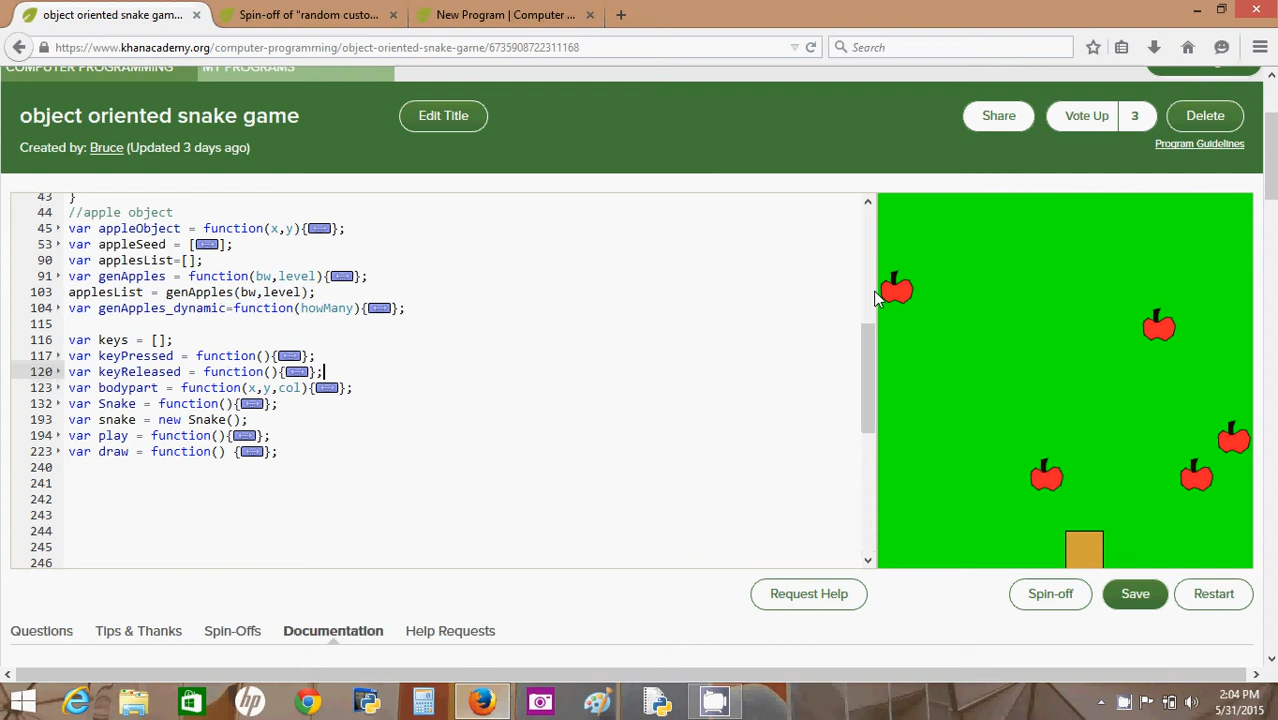 object oriented snake gam...
Spin-off of "random custo...
New Program | Computer ...
https://www.khanacademy.org/computer-programming/object-oriented-snake-game/6735908722311168
Search
COMPUTER PROGRAMMING
MY PROGRAMS
object oriented snake game
Edit Title
Share
Vote Up
3
Delete
Created by: Bruce (Updated 3 days ago)
Program Guidelines
43 }
44 //apple object
45 var appleObject = function(x,y){};
53 var appleSeed = [];
90 var applesList=[];
91 var genApples = function(bw,level){};
103 applesList = genApples(bw,level);
104 var genApples_dynamic=function(howMany){};
115
116 var keys = [];
117 var keyPressed = function(){};
120 var keyReleased = function(){};
123 var bodypart = function(x,y,col){};
132 var Snake = function(){};
193 var snake = new Snake();
194 var play = function(){};
223 var draw = function() {};
240
241
242
243
244
245
246
Request Help
Spin-off
Save
Restart
Questions
Tips & Thanks
Spin-Offs
Documentation
Help Requests
2:04 PM
5/31/2015